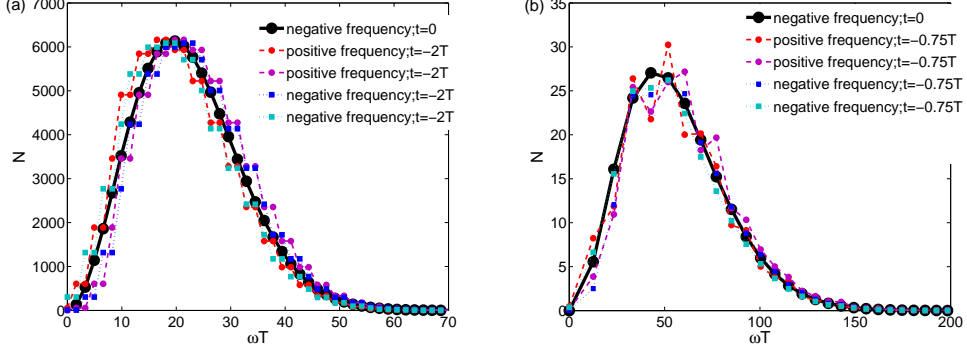 (a)
7000
6000
5000
4000
3000
2000
1000
0
N
0 10 20 30 40 50 60 70
ωT
negative frequency;t=0
positive frequency;t=−2T
positive frequency;t=−2T
negative frequency;t=−2T
negative frequency;t=−2T
(b)
35
30
25
20
15
10
5
0
N
0 50 100 150 200
ωT
negative frequency;t=0
positive frequency;t=−0.75T
positive frequency;t=−0.75T
negative frequency;t=−0.75T
negative frequency;t=−0.75T